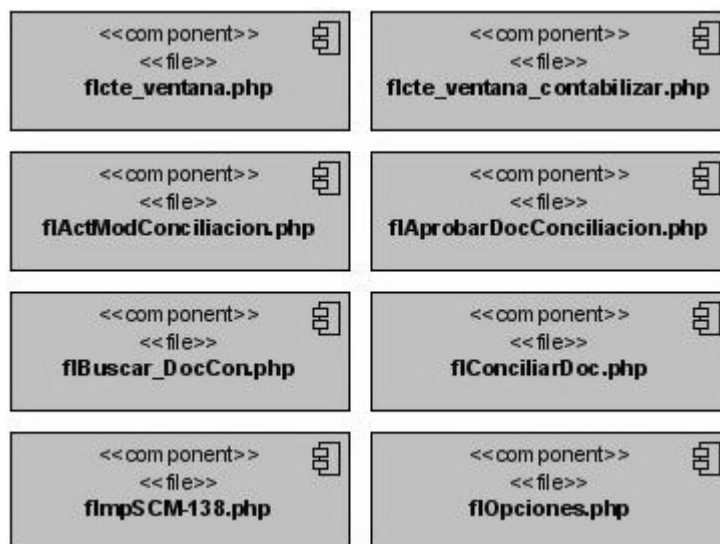 <<component>>
<<file>>
flcte_ventana.php
<<component>>
<<file>>
flcte_ventana_contabilizar.php
<<component>>
<<file>>
flActModConciliacion.php
<<component>>
<<file>>
flAprobarDocConciliacion.php
<<component>>
<<file>>
flBuscar_DocCon.php
<<component>>
<<file>>
flConciliarDoc.php
<<component>>
<<file>>
flImpSCM-138.php
<<component>>
<<file>>
flOpciones.php